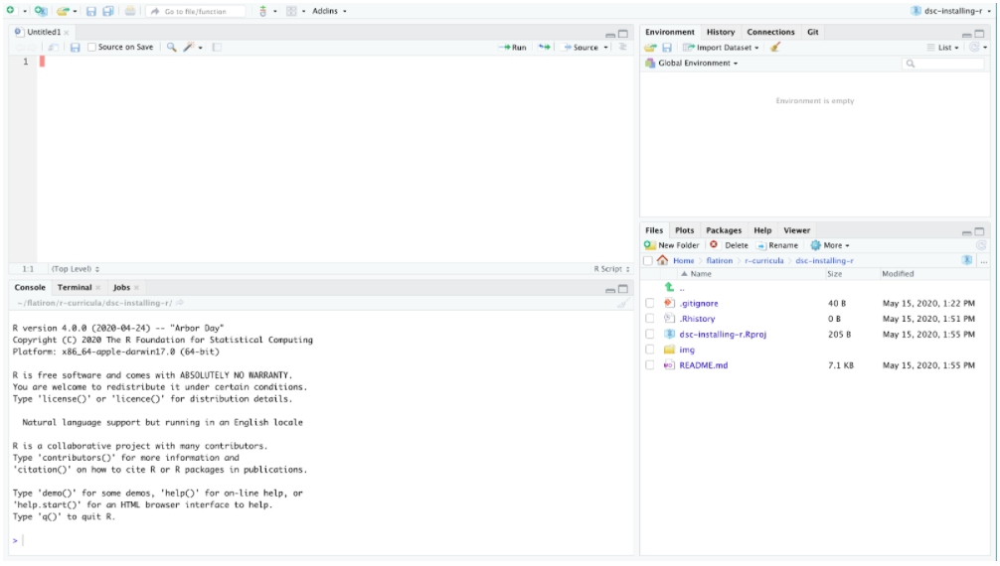 Go to file/function Addins dsc-installing-r
Untitled1
Source on Save Run Source
1
1:1 (Top Level) R Script
Console Terminal Jobs
~/flatiron/r-curricula/dsc-installing-r/
R version 4.0.0 (2020-04-24) -- "Arbor Day"
Copyright (C) 2020 The R Foundation for Statistical Computing
Platform: x86_64-apple-darwin17.0 (64-bit)
R is free software and comes with ABSOLUTELY NO WARRANTY.
You are welcome to redistribute it under certain conditions.
Type 'license()' or 'licence()' for distribution details.
Natural language support but running in an English locale
R is a collaborative project with many contributors.
Type 'contributors()' for more information and
'citation()' on how to cite R or R packages in publications.
Type 'demo()' for some demos, 'help()' for on-line help, or
'help.start()' for an HTML browser interface to help.
Type 'q()' to quit R.
>
Environment History Connections Git
Import Dataset List
Global Environment
Environment is empty
Files Plots Packages Help Viewer
New Folder Delete Rename More
Home flatiron r-curricula dsc-installing-r ...
Name Size Modified
..
.gitignore 40 B May 15, 2020, 1:22 PM
.Rhistory 0 B May 15, 2020, 1:51 PM
dsc-installing-r.Rproj 205 B May 15, 2020, 1:55 PM
img
README.md 7.1 KB May 15, 2020, 1:55 PM